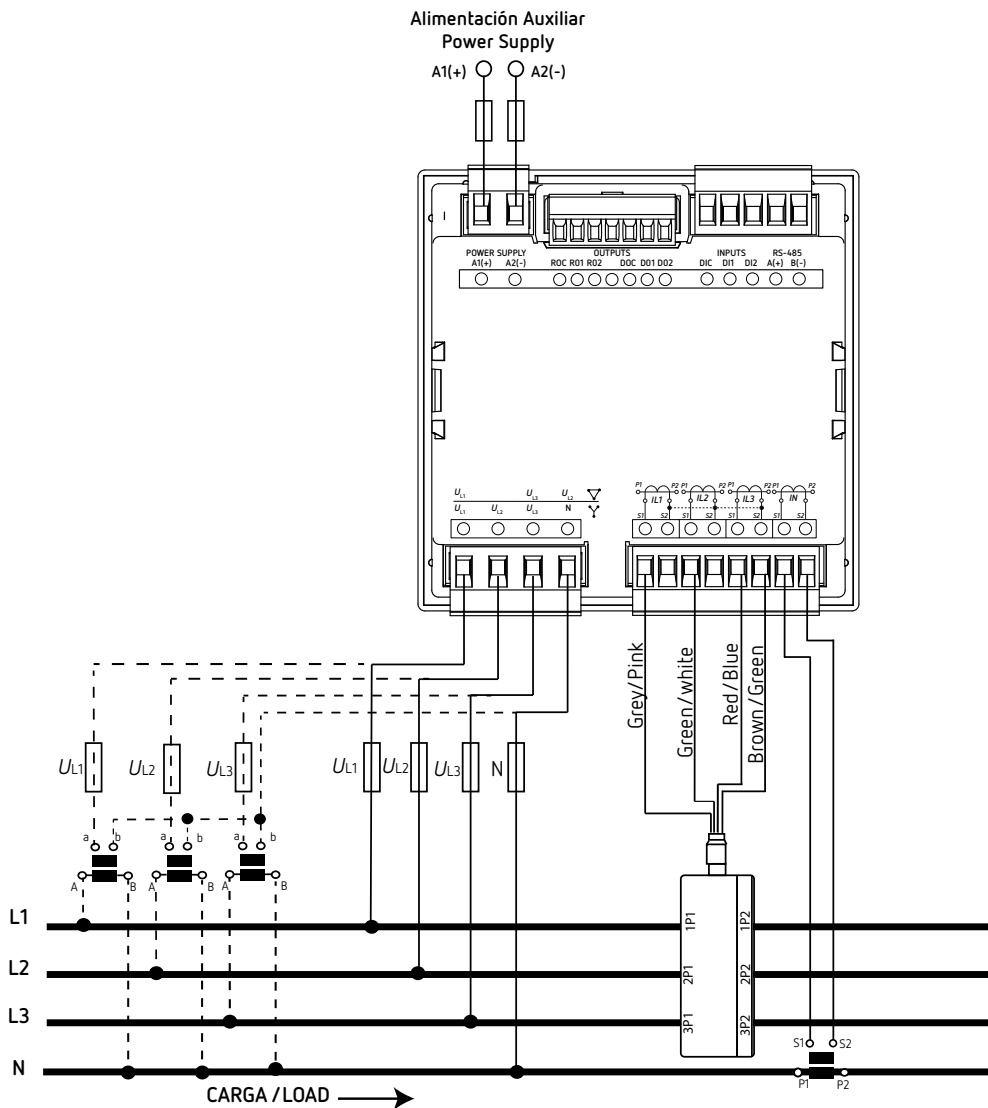 Alimentación Auxiliar
Power Supply
A1(+) A2(-)
I
POWER SUPPLY OUTPUTS INPUTS RS-485
A1(+) A2(-) ROC RO1 RO2 DOC DO1 DO2 DIC DI1 DI2 A(+) B(-)
P1 P2 P1 P2 P1 P2 P1 P2
UL1 UL3 UL2
IL1 IL2 IL3 IN
UL1 UL2 UL3 N
S1 S2 S1 S2 S1 S2 S1 S2
Grey/Pink
Green/white
Red/Blue
Brown/Green
UL1 UL2 UL3 UL1 UL2 UL3 N
a b a b a b
A B A B A B
L1 1P1 1P2
L2 2P1 2P2
L3 3P1 3P2
S1 S2
N P1 P2
CARGA/LOAD